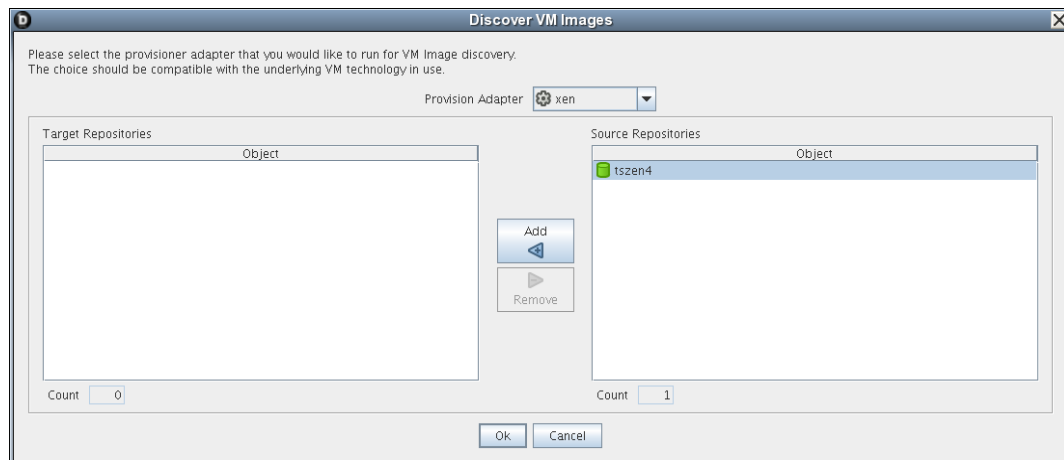 D
Discover VM Images
Please select the provisioner adapter that you would like to run for VM Image discovery.
The choice should be compatible with the underlying VM technology in use.
Provision Adapter xen
Target Repositories
Object
Count 0
Add
Remove
Source Repositories
Object
tszen4
Count 1
Ok Cancel